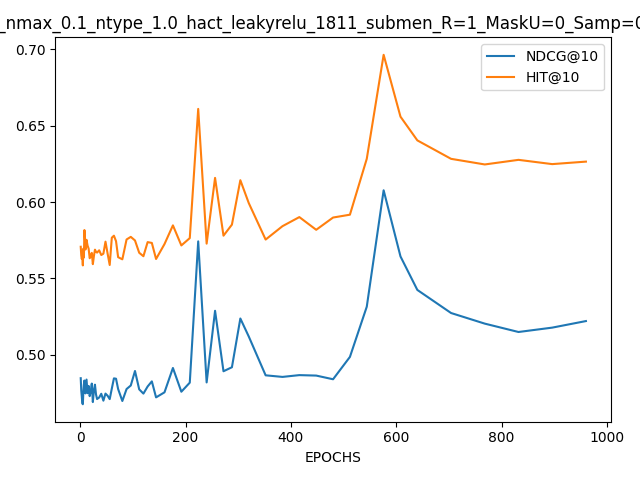 _nmax_0.1_ntype_1.0_hact_leakyrelu_1811_submen_R=1_MaskU=0_Samp=0
0.70
0.65
0.60
0.55
0.50
NDCG@10
HIT@10
0 200 400 600 800 1000
EPOCHS